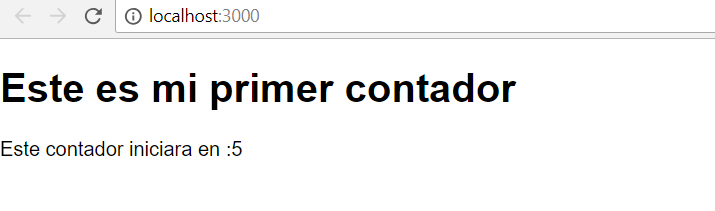 localhost:3000
Este es mi primer contador
Este contador iniciara en :5